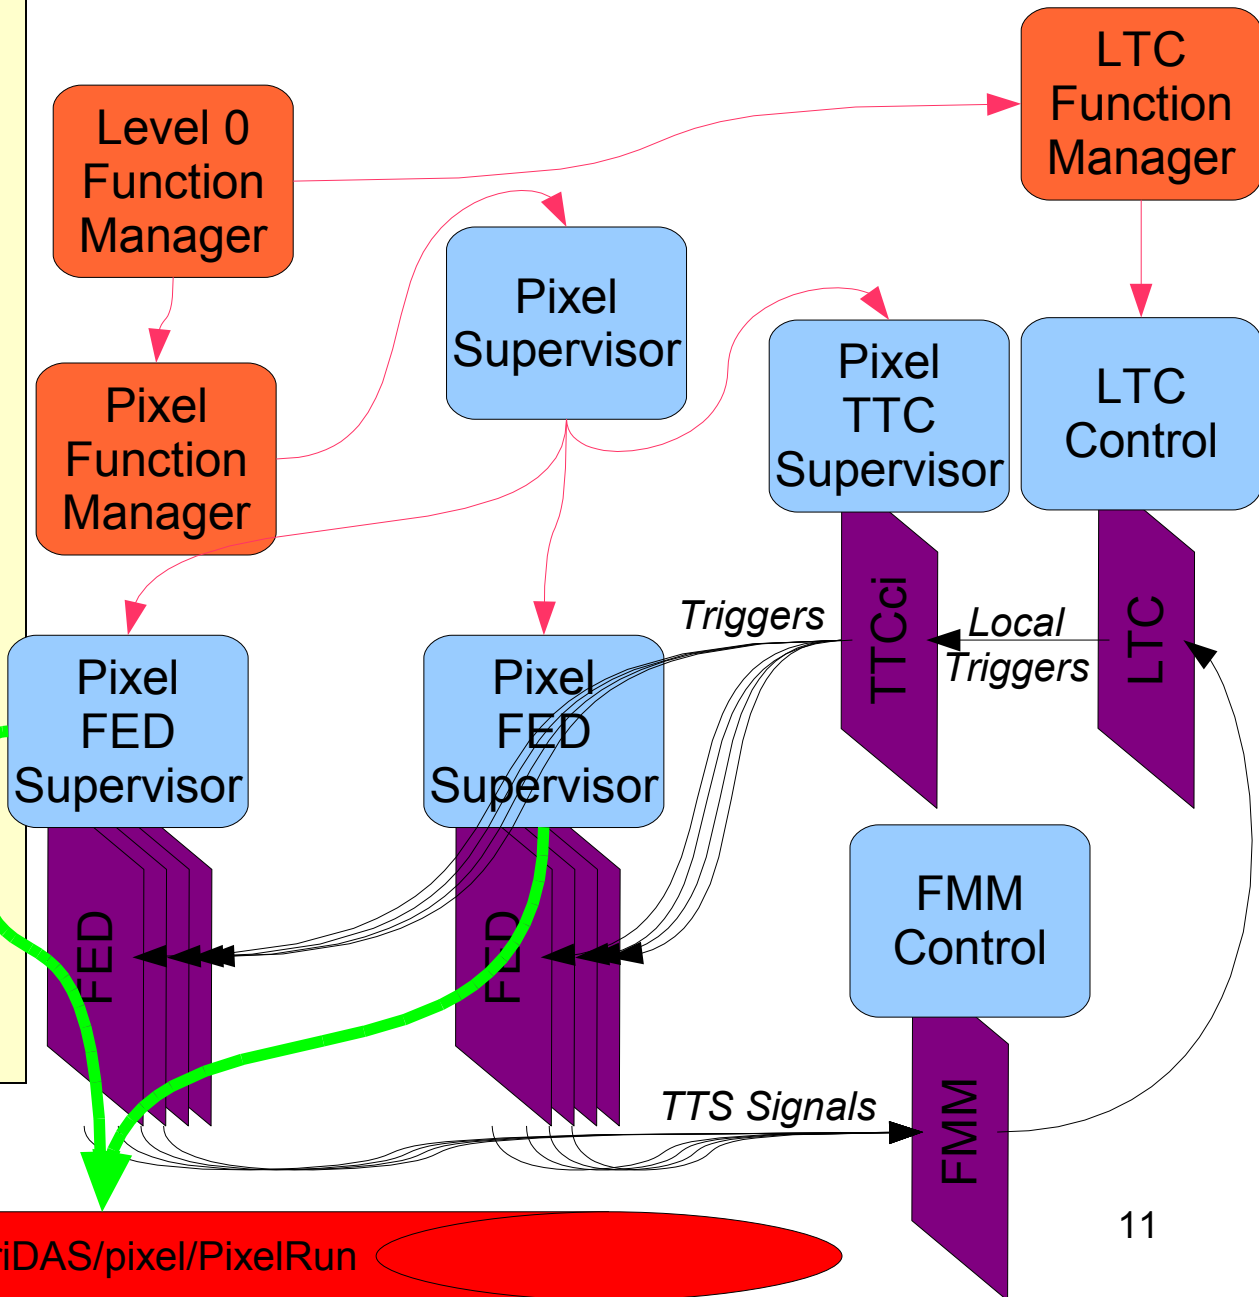 LTC
Function
Manager
Level 0
Function
Manager
Pixel
Supervisor
Pixel
TTC
Supervisor
LTC
Control
Pixel
Function
Manager
TTCci
LTC
Triggers
Local
Triggers
Pixel
FED
Supervisor
Pixel
FED
Supervisor
FED
FED
FMM
Control
TTS Signals
FMM
riDAS/pixel/PixelRun
11